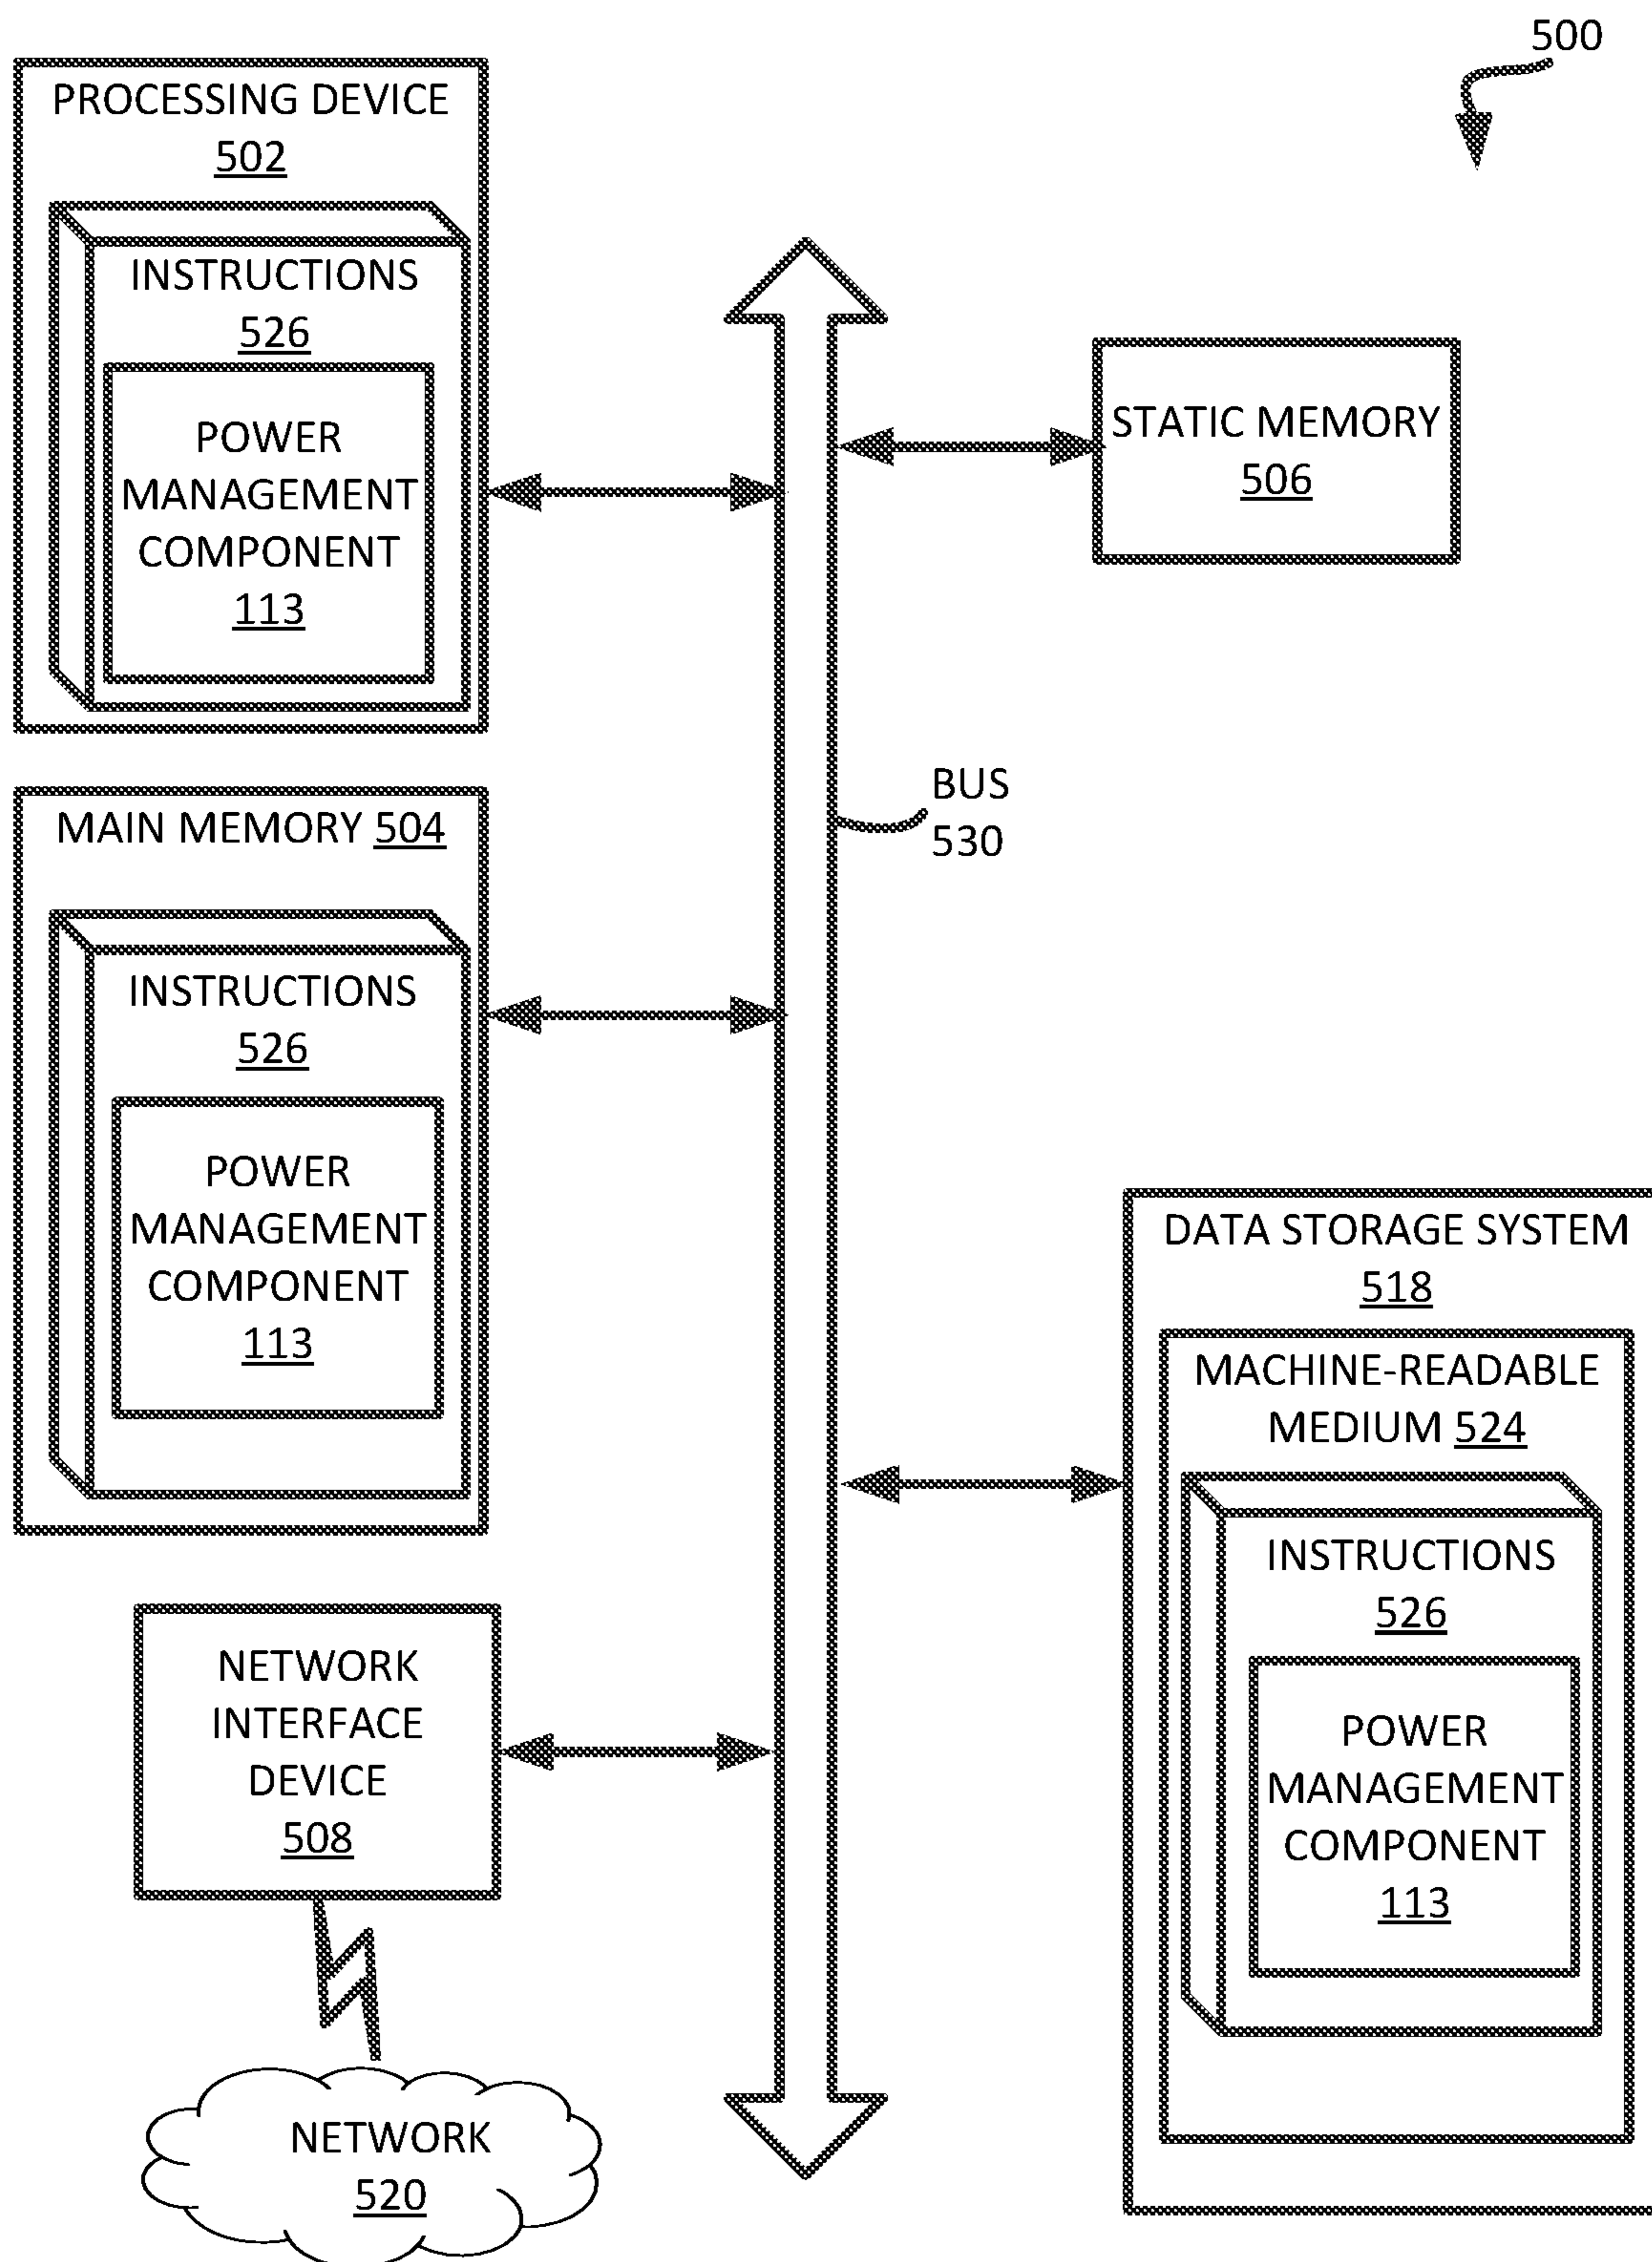 500
PROCESSING DEVICE
502
INSTRUCTIONS
526
POWER
MANAGEMENT
COMPONENT
113
STATIC MEMORY
506
BUS
530
MAIN MEMORY 504
INSTRUCTIONS
526
POWER
MANAGEMENT
COMPONENT
113
DATA STORAGE SYSTEM
518
MACHINE-READABLE
MEDIUM 524
INSTRUCTIONS
526
POWER
MANAGEMENT
COMPONENT
113
NETWORK
INTERFACE
DEVICE
508
NETWORK
520